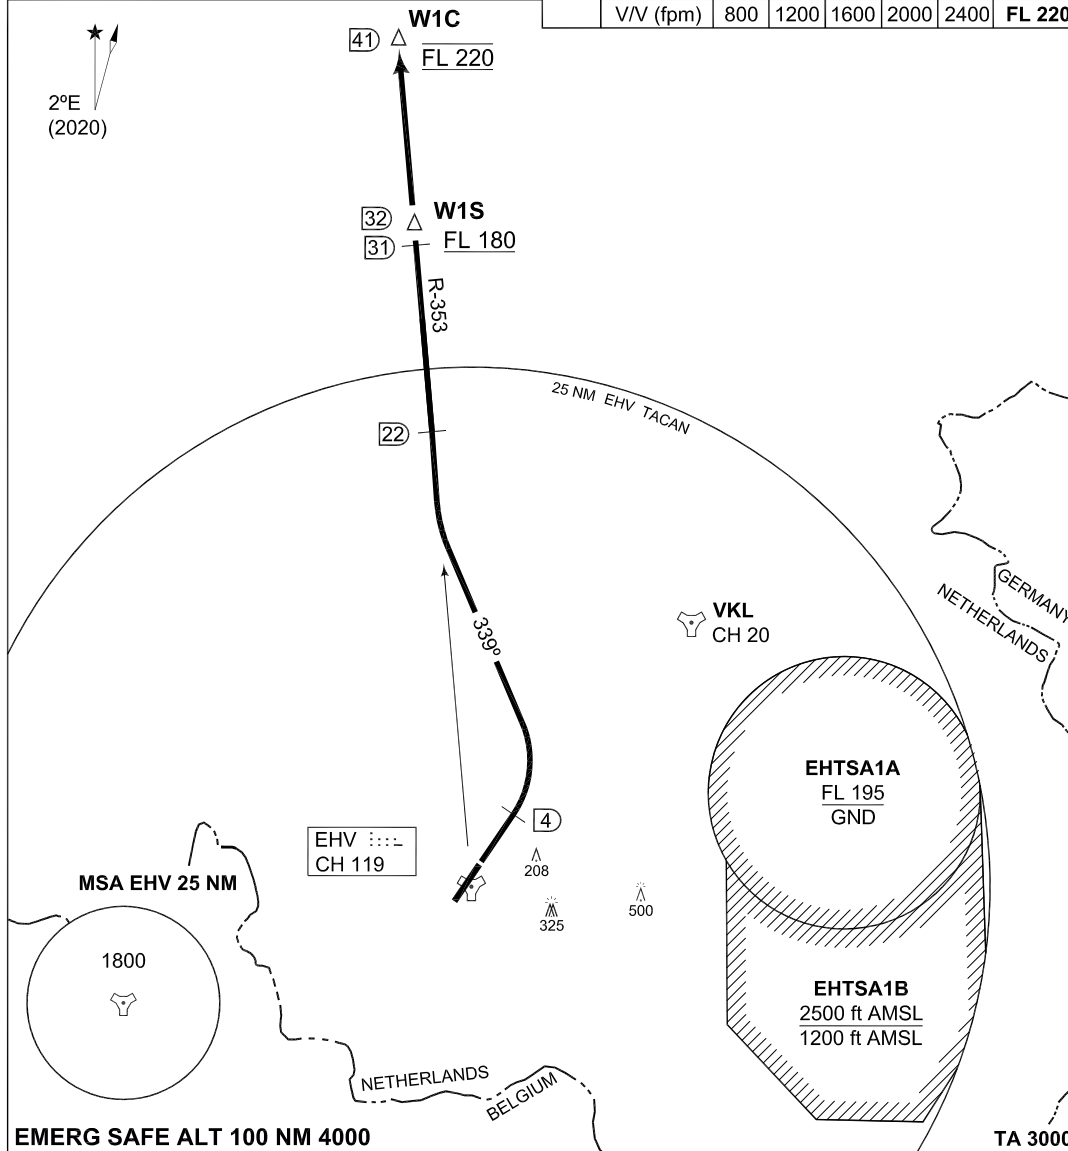 V/V (fpm) 800 1200 1600 2000 2400 FL 220
W1C
41
FL 220
2ºE
(2020)
W1S
32
31
FL 180
R-353
25 NM EHV TACAN
22
GERMANY
NETHERLANDS
VKL
CH 20
339º
EHTSA1A
FL 195
GND
4
EHV
CH 119
208
MSA EHV 25 NM
500
325
1800
EHTSA1B
2500 ft AMSL
1200 ft AMSL
NETHERLANDS
BELGIUM
EMERG SAFE ALT 100 NM 4000
TA 3000